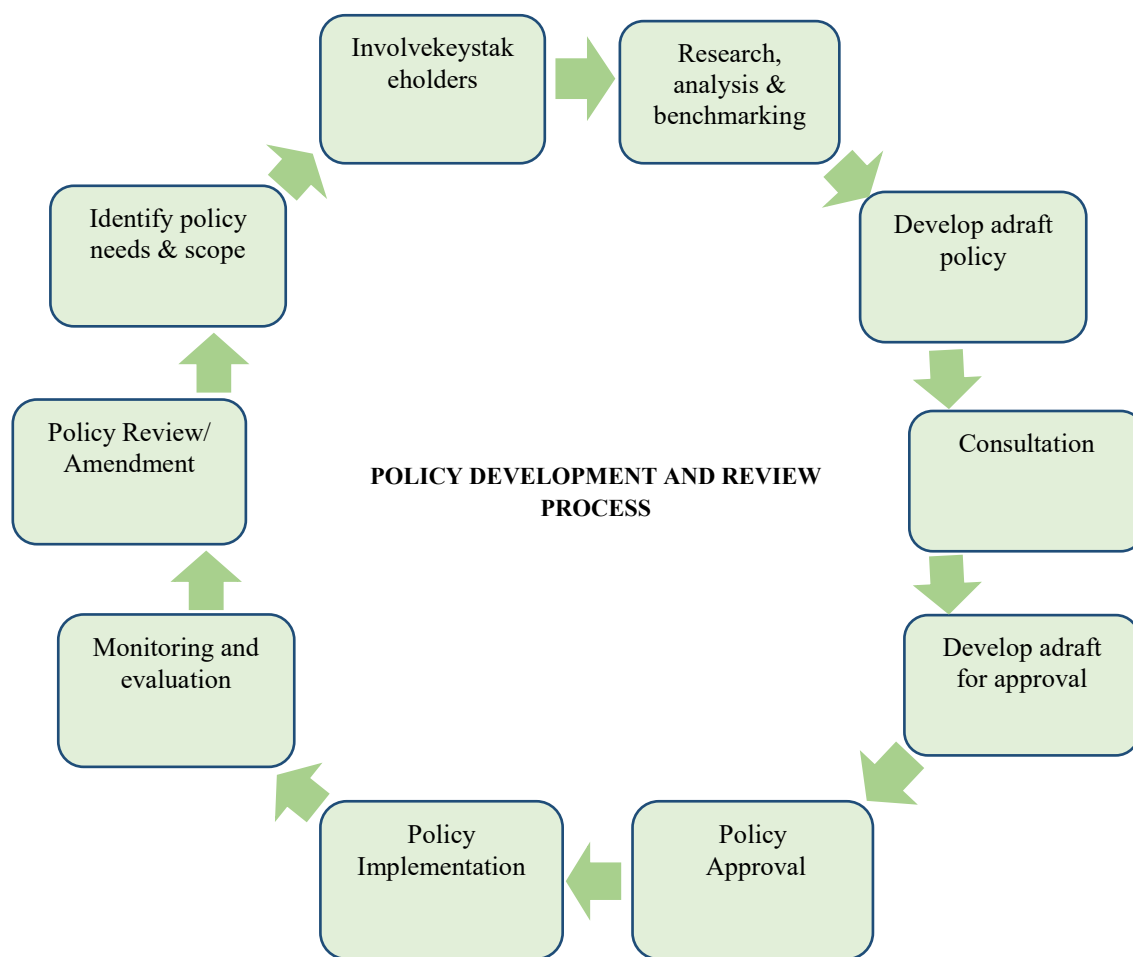 Involvekeystak
eholders
Research,
analysis &
benchmarking
Identify policy
needs & scope
Develop adraft
policy
Policy Review/
Amendment
Consultation
POLICY DEVELOPMENT AND REVIEW
PROCESS
Monitoring and
evaluation
Develop adraft
for approval
Policy
Implementation
Policy
Approval